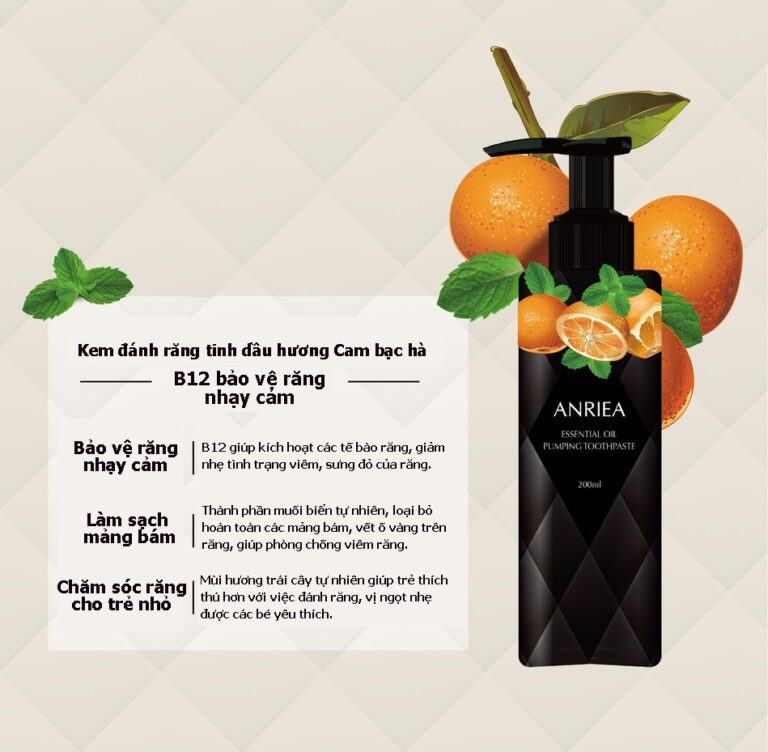 Kem đánh răng tinh dầu hương Cam bạc hà
B12 bảo vệ răng
nhạy cảm
Bảo vệ răng
nhạy cảm
B12 giúp kích hoạt các tế bào răng, giảm
nhẹ tình trạng viêm, sưng đỏ của răng.
Làm sạch
mảng bám
Thành phần muối biển tự nhiên, loại bỏ
hoàn toàn các mảng bám, vết ố vàng trên
răng, giúp phòng chống viêm răng.
Chăm sóc răng
cho trẻ nhỏ
Mùi hương trái cây tự nhiên giúp trẻ thích
thú hơn với việc đánh răng, vị ngọt nhẹ
được các bé yêu thích.
ANRIEA
ESSENTIAL OIL
PUMPING TOOTHPASTE
200ml